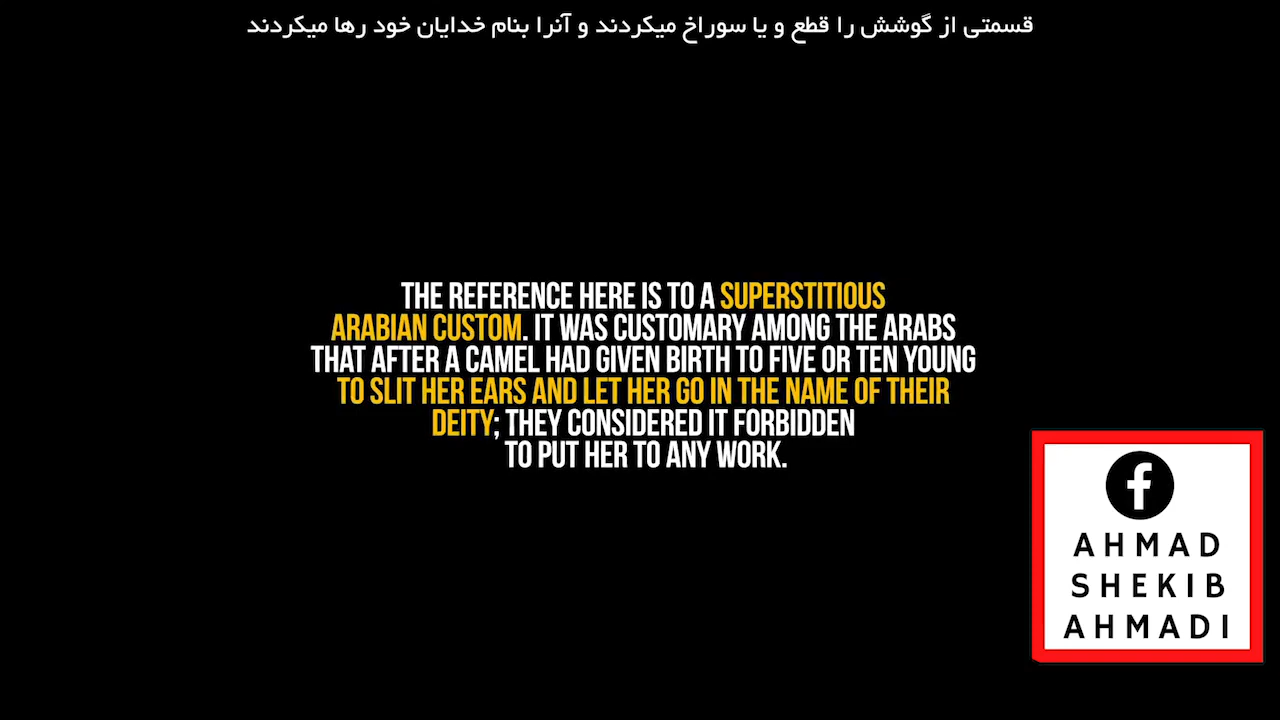 قسمتی از گوشش را قطع و یا سوراخ میکردند و آنرا بنام خدایان خود رها میکردند
THE REFERENCE HERE IS TO A SUPERSTITIOUS
ARABIAN CUSTOM. IT WAS CUSTOMARY AMONG THE ARABS
THAT AFTER A CAMEL HAD GIVEN BIRTH TO FIVE OR TEN YOUNG
TO SLIT HER EARS AND LET HER GO IN THE NAME OF THEIR
DEITY; THEY CONSIDERED IT FORBIDDEN
TO PUT HER TO ANY WORK.
f
AHMAD
SHEKIB
AHMADI